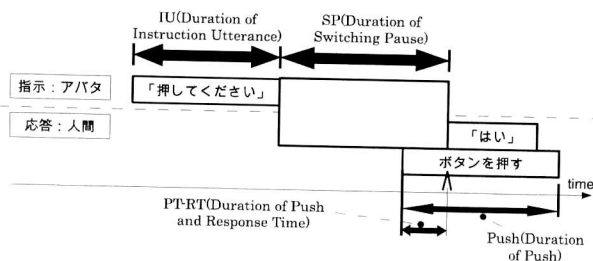 IU(Duration of
Instruction Utterance)
SP(Duration of
Switching Pause)
指示：アバタ
「押してください」
応答：人間
「はい」
ボタンを押す
time
PT-RT(Duration of Push
and Response Time)
Push(Duration
of Push)